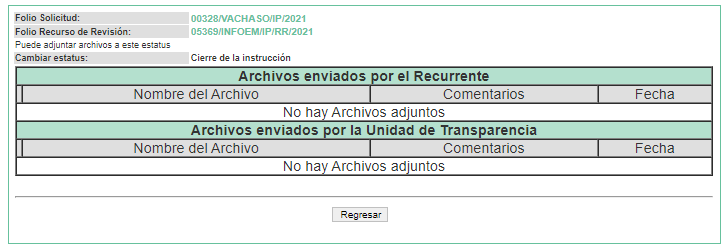 Folio Solicitud: 00328/VACHASO/IP/2021
Folio Recurso de Revisión: 05369/INFOEM/IP/RR/2021
Puede adjuntar archivos a este estatus
Cambiar estatus: Cierre de la instrucción
Archivos enviados por el Recurrente
Nombre del Archivo Comentarios Fecha
No hay Archivos adjuntos
Archivos enviados por la Unidad de Transparencia
Nombre del Archivo Comentarios Fecha
No hay Archivos adjuntos
Regresar